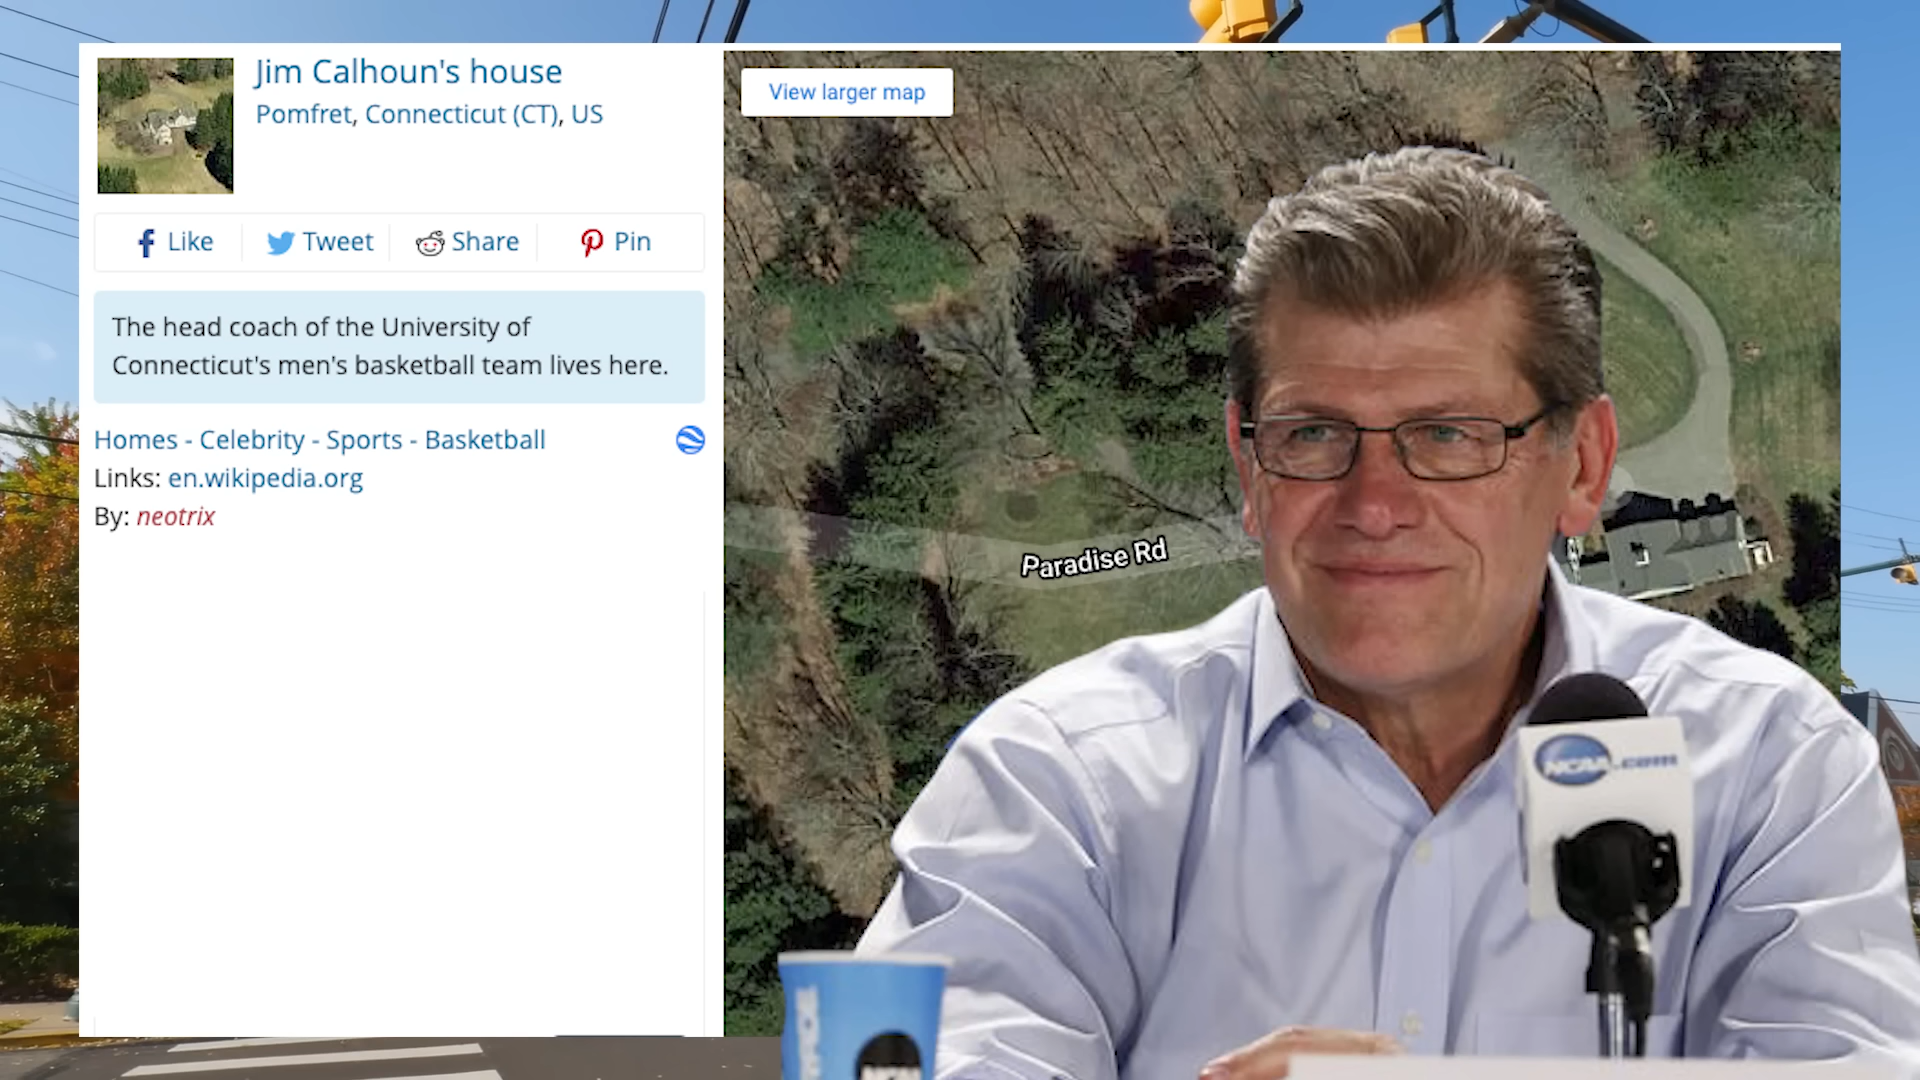 Jim Calhoun's house
Pomfret, Connecticut (CT), US
Like
Tweet
Share
Pin
The head coach of the University of
Connecticut's men's basketball team lives here.
Homes - Celebrity - Sports - Basketball
Links: en.wikipedia.org
By: neotrix
View larger map
Paradise Rd
NCAA.com